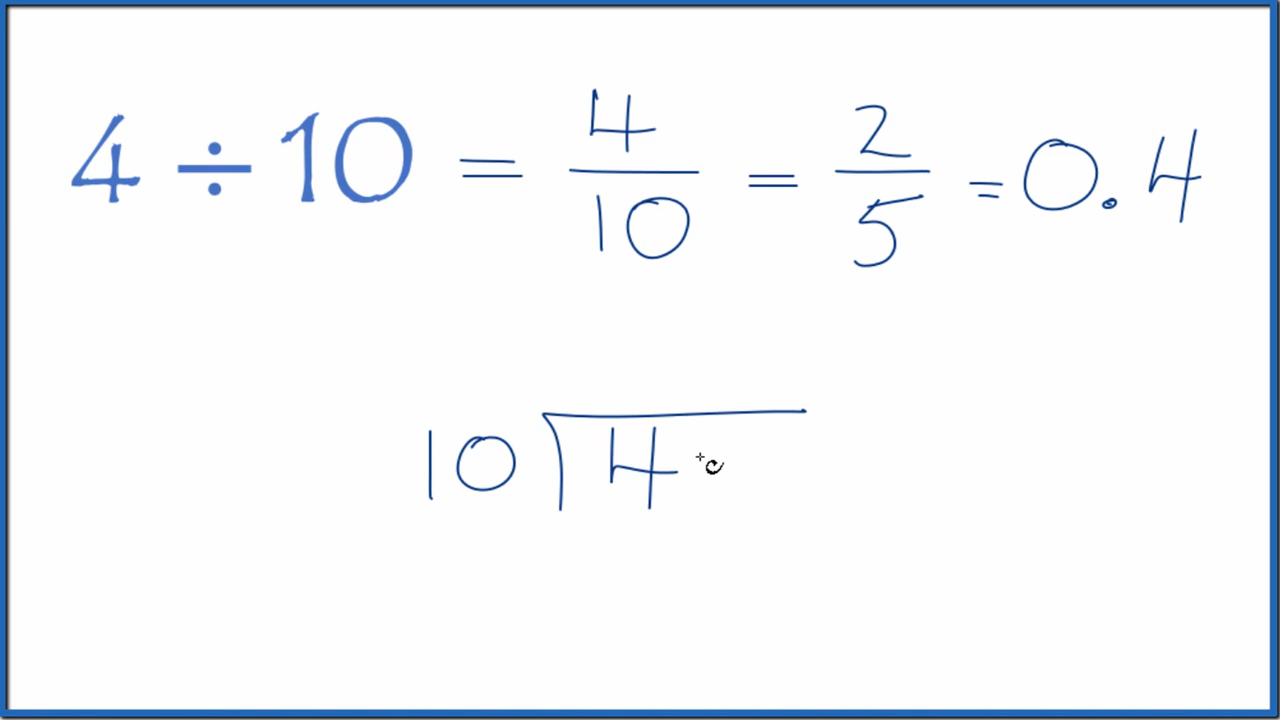 4 ÷ 10 = 4/10 = 2/5 = 0.4
10 ⟌ 4